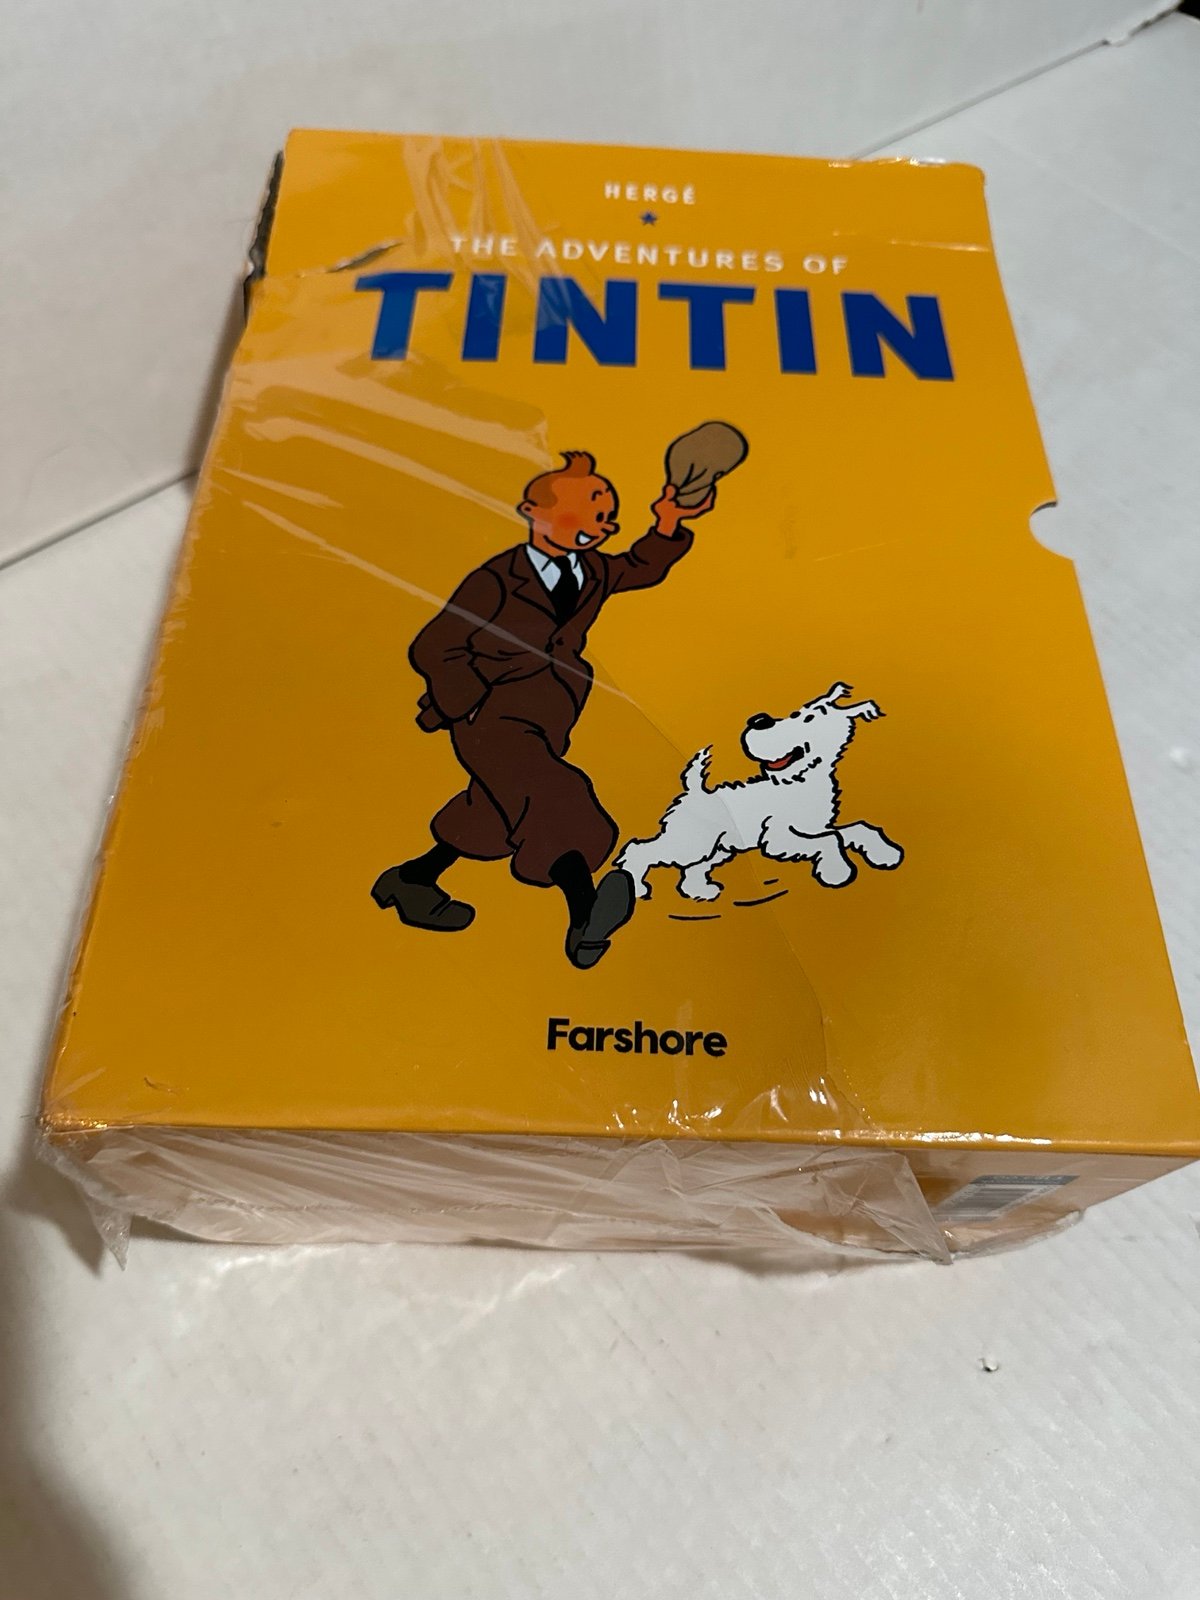 HERGÉ
THE ADVENTURES OF
TINTIN
Farshore